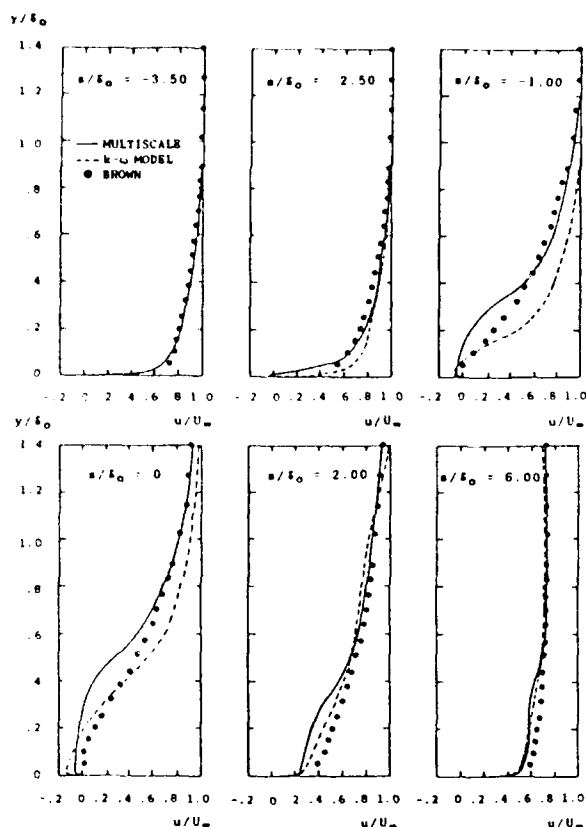 y/δₒ
1.4
1.2
1.0
.8
.6
.4
.2
0
s/δₒ = -3.50
MULTISCALE
k-ω MODEL
BROWN
-.2 0 .2 .4 .6 .8 1.0
u/U∞
s/δₒ = 2.50
-.2 0 .2 .4 .6 .8 1.0
u/U∞
s/δₒ = -1.00
-.2 0 .2 .4 .6 .8 1.0
u/U∞
y/δₒ
1.4
1.2
1.0
.8
.6
.4
.2
0
s/δₒ = 0
-.2 0 .2 .4 .6 .8 1.0
u/U∞
s/δₒ = 2.00
-.2 0 .2 .4 .6 .8 1.0
u/U∞
s/δₒ = 6.00
-.2 0 .2 .4 .6 .8 1.0
u/U∞